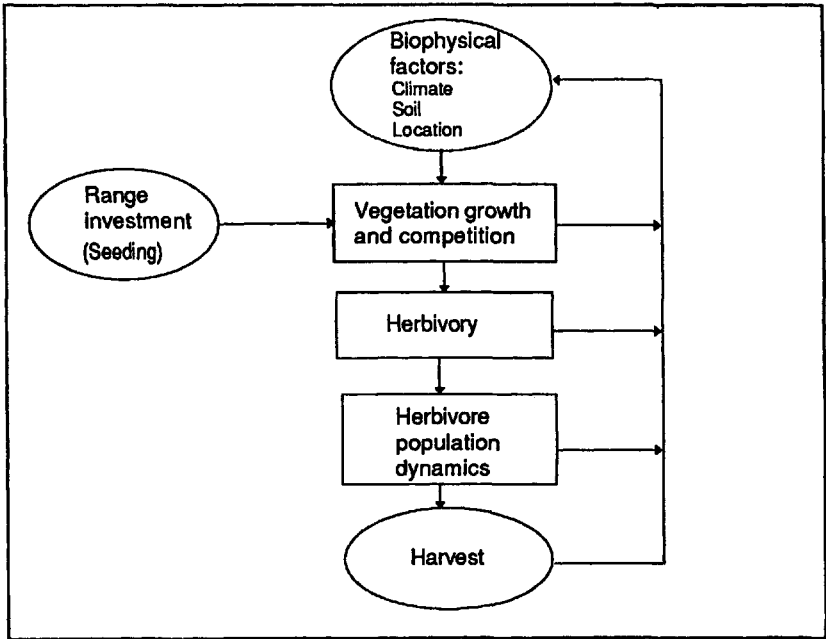 Biophysical
factors:
Climate
Soil
Location
Range
investment
(Seeding)
Vegetation growth
and competition
Herbivory
Herbivore
population
dynamics
Harvest